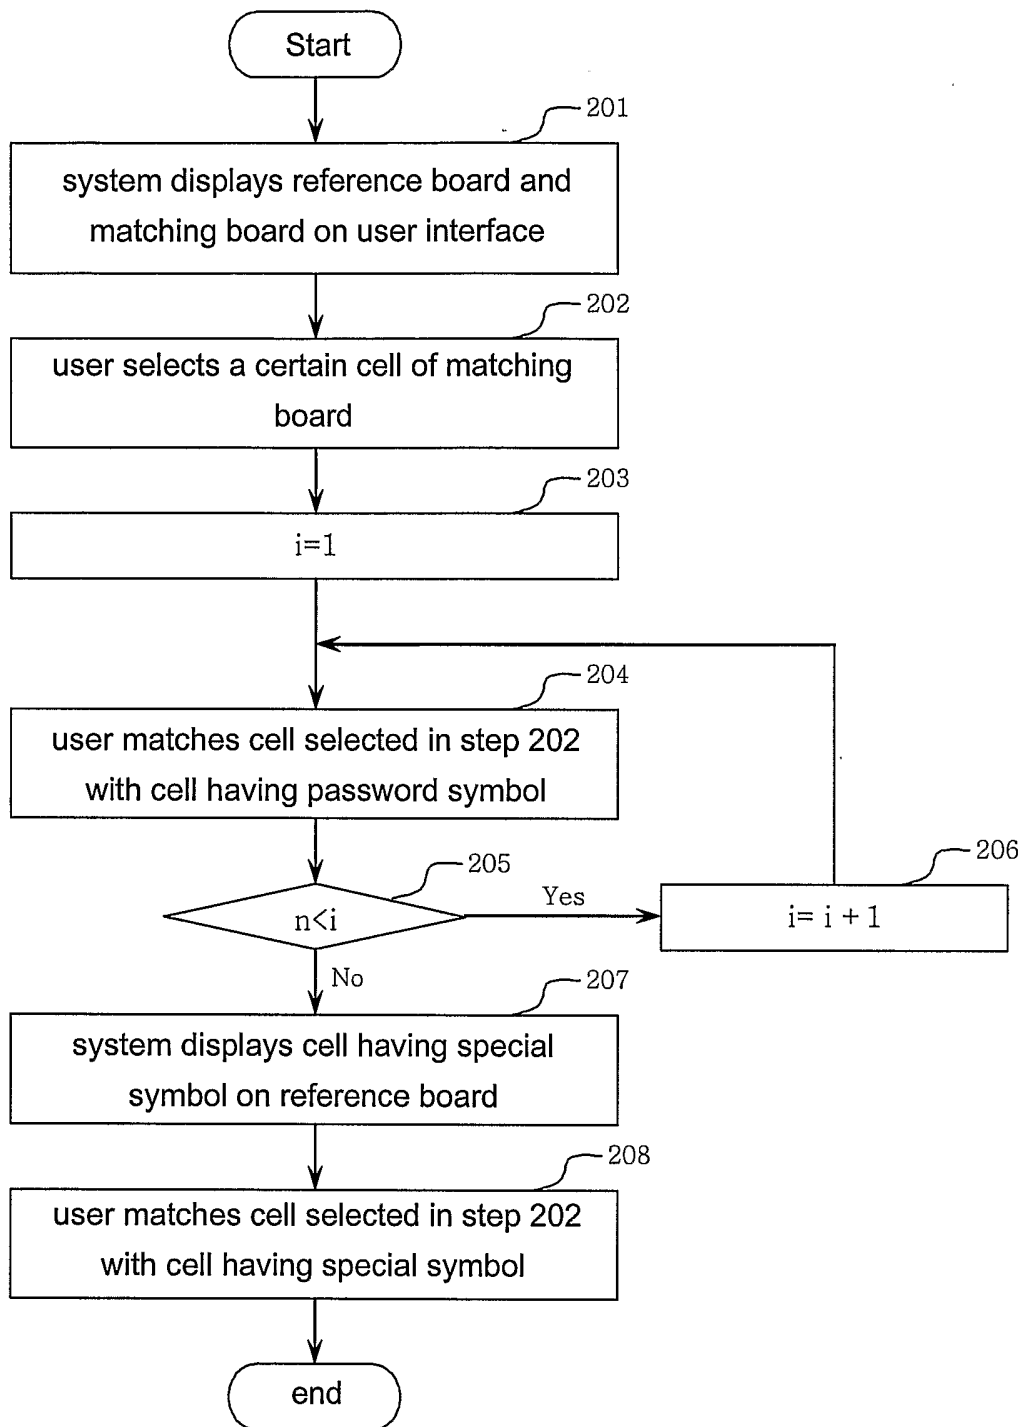 Start
201
system displays reference board and
matching board on user interface
202
user selects a certain cell of matching
board
203
i=1
204
user matches cell selected in step 202
with cell having password symbol
205
n<i
Yes
206
i= i + 1
No
207
system displays cell having special
symbol on reference board
208
user matches cell selected in step 202
with cell having special symbol
end